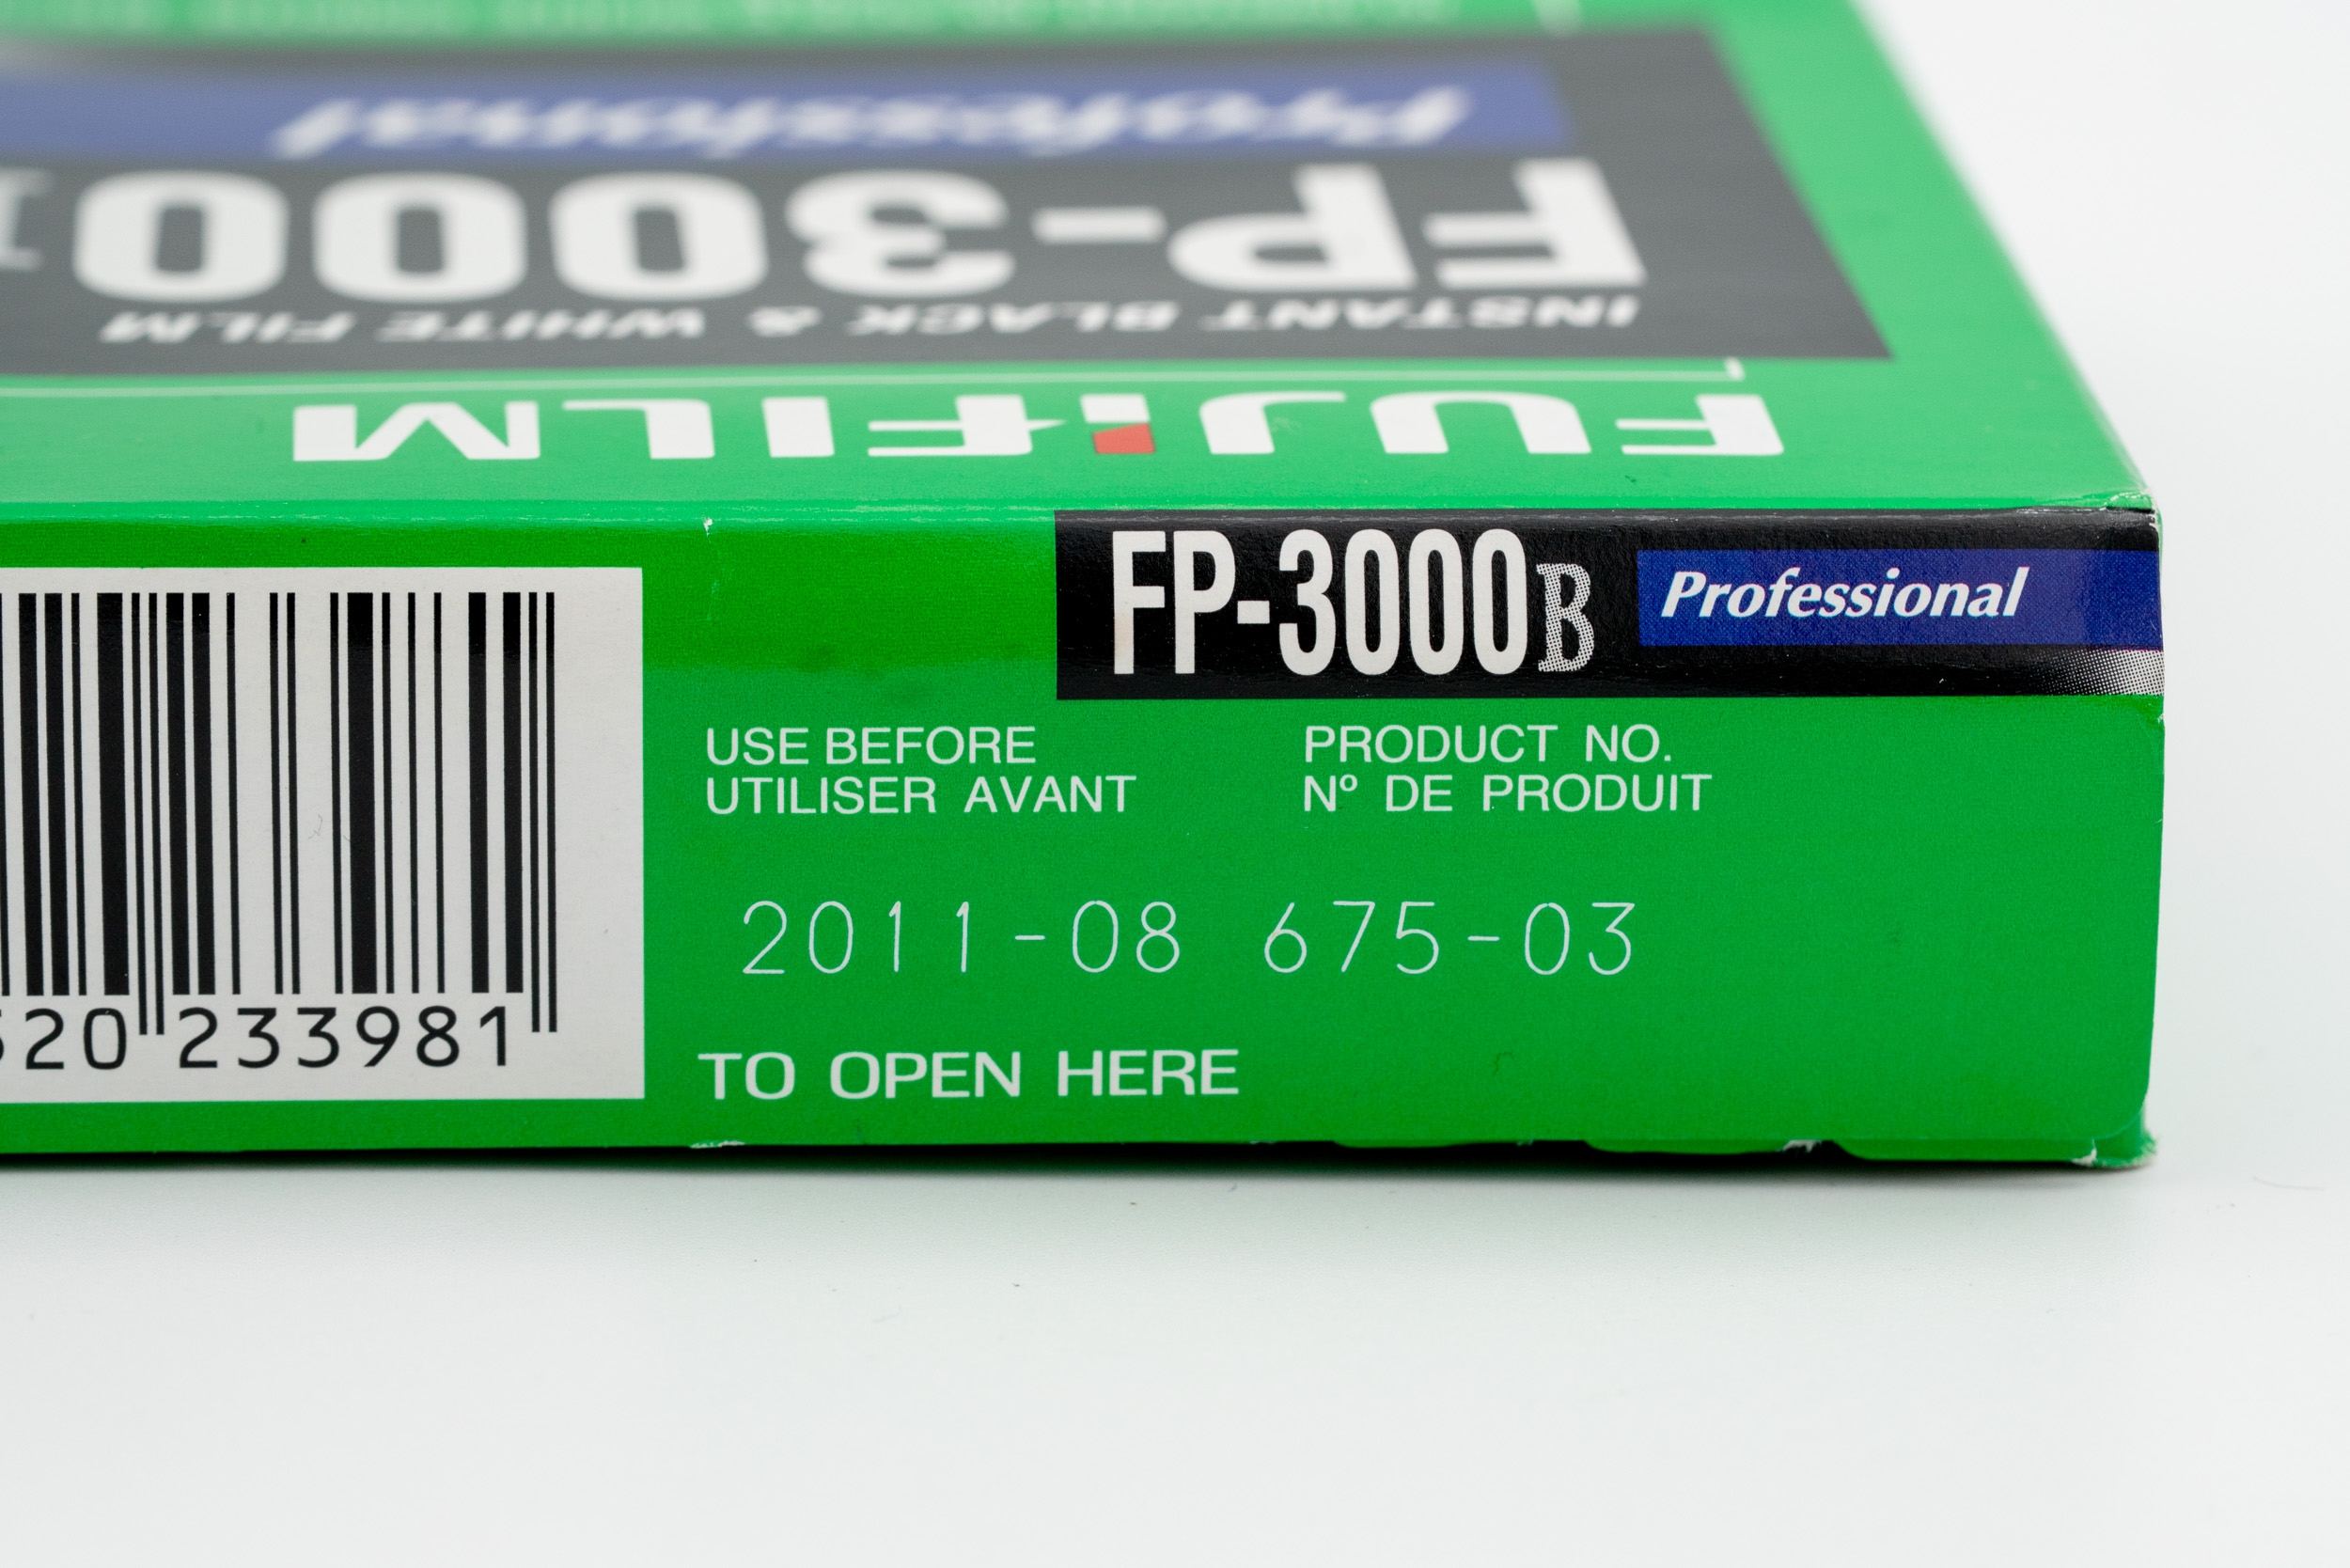 Professional
FP-3000
INSTANT BLACK & WHITE FILM
FUJIFILM
FP-3000B Professional
USE BEFORE
UTILISER AVANT
PRODUCT NO.
Nº DE PRODUIT
2011-08 675-03
20 233981
TO OPEN HERE